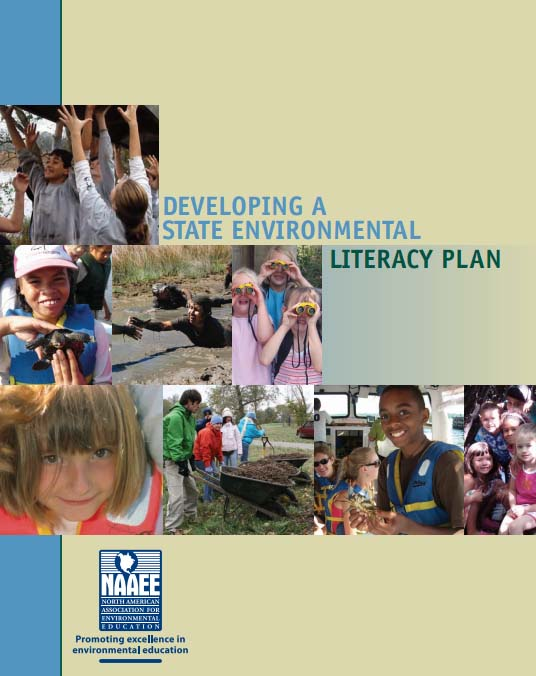 DEVELOPING A
STATE ENVIRONMENTAL
LITERACY PLAN
NAAEE
NORTH AMERICAN
ASSOCIATION FOR
ENVIRONMENTAL
EDUCATION
Promoting excellence in
environmental education